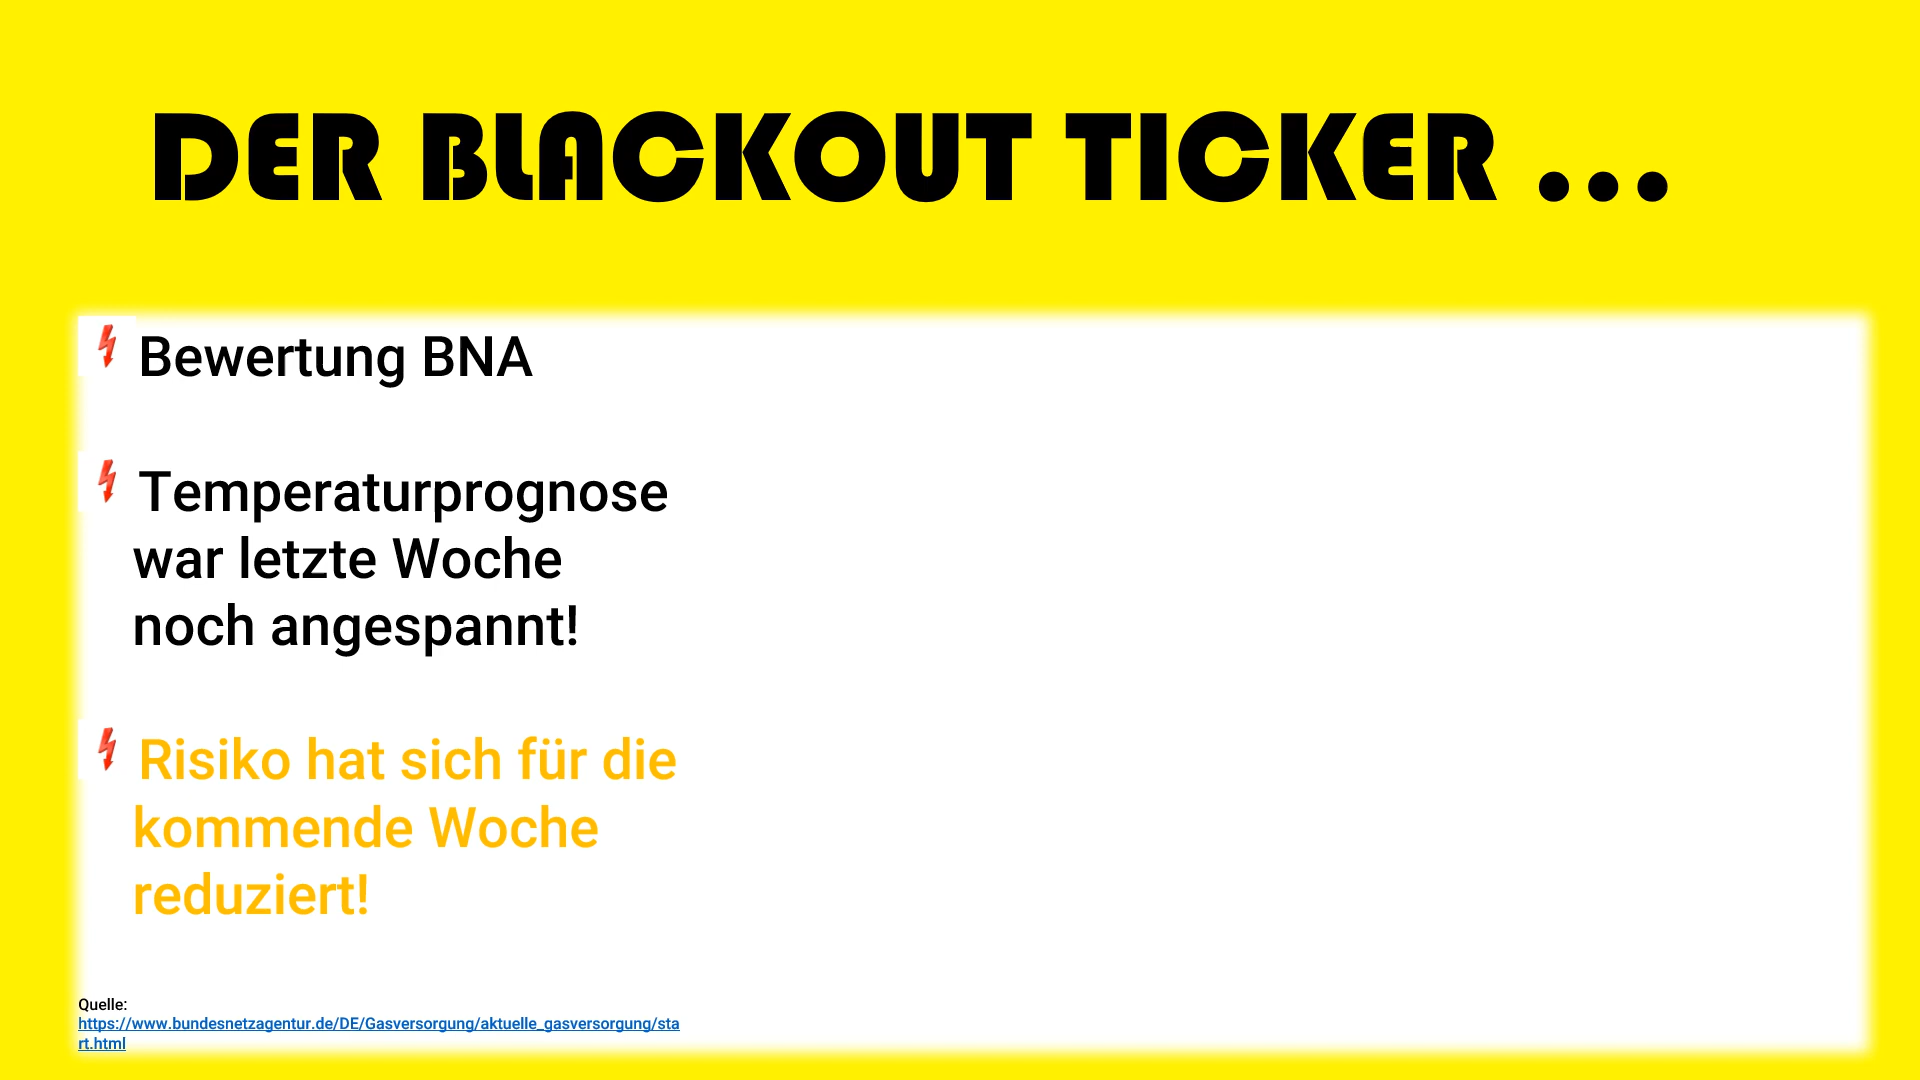 DER BLACKOUT TICKER ...
Bewertung BNA
Temperaturprognose
war letzte Woche
noch angespannt!
Risiko hat sich für die
kommende Woche
reduziert!
Quelle:
https://www.bundesnetzagentur.de/DE/Gasversorgung/aktuelle_gasversorgung/sta
rt.html